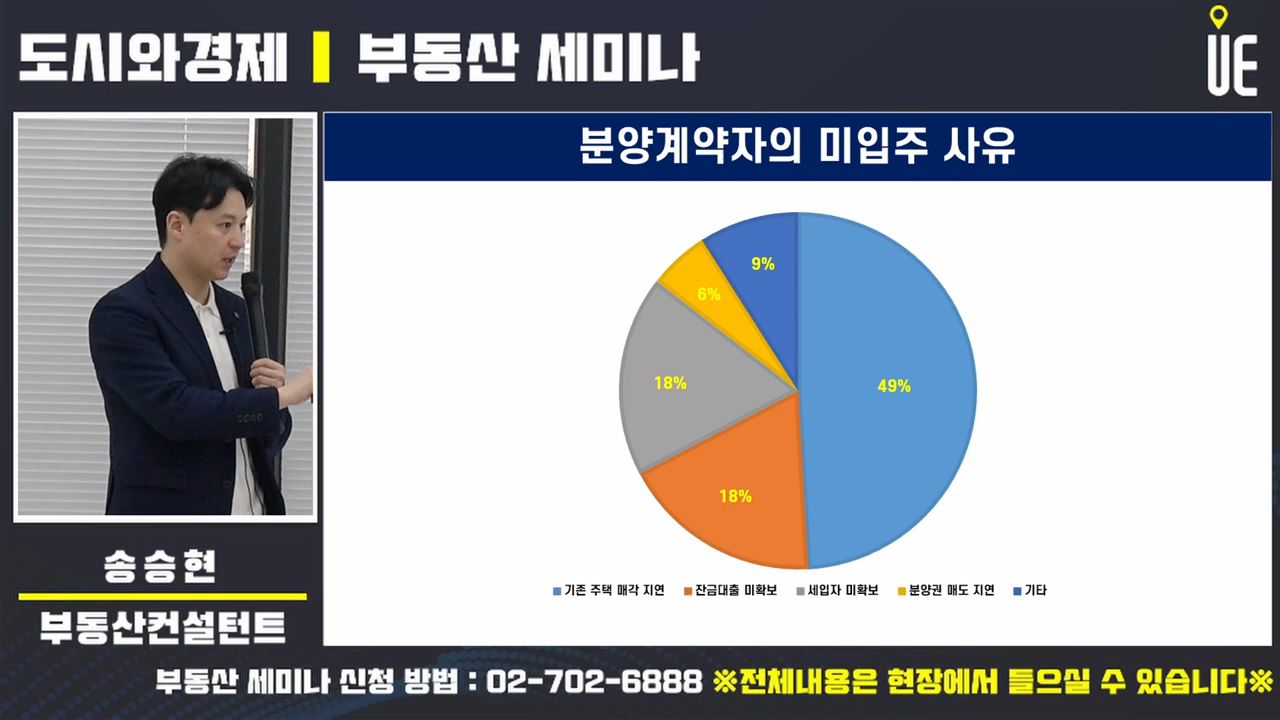 도시와경제 | 부동산 세미나
UE
분양계약자의 미입주 사유
9%
6%
49%
18%
18%
기존 주택 매각 지연 잔금대출 미확보 세입자 미확보 분양권 매도 지연 기타
송승현
부동산컨설턴트
부동산 세미나 신청 방법 : 02-702-6888 ※전체내용은 현장에서 들으실 수 있습니다※